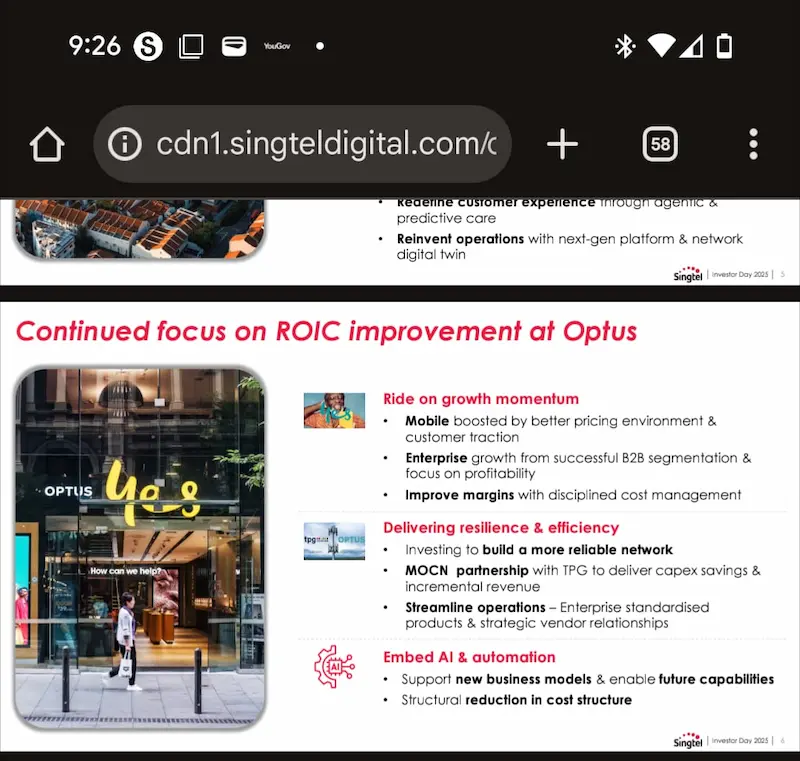 9:26
S
YouGov
cdn1.singteldigital.com/c
58
• Redefine customer experience through agentic &
predictive care
• Reinvent operations with next-gen platform & network
digital twin
Singtel | Investor Day 2025 | 5
Continued focus on ROIC improvement at Optus
OPTUS yes
How can we help?
yes
Ride on growth momentum
• Mobile boosted by better pricing environment &
customer traction
• Enterprise growth from successful B2B segmentation &
focus on profitability
• Improve margins with disciplined cost management
tpg OPTUS
Delivering resilience & efficiency
• Investing to build a more reliable network
• MOCN partnership with TPG to deliver capex savings &
incremental revenue
• Streamline operations – Enterprise standardised
products & strategic vendor relationships
AI
Embed AI & automation
• Support new business models & enable future capabilities
• Structural reduction in cost structure
Singtel | Investor Day 2025 | 6